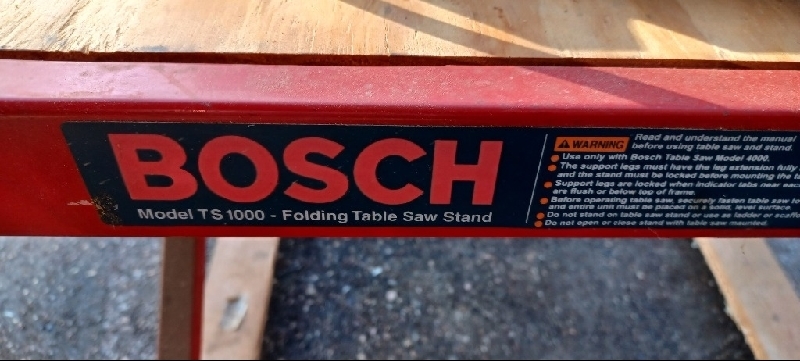 BOSCH
Model TS1000 - Folding Table Saw Stand
WARNING
Read and understand the manual
before using table saw and stand.
Use only with Bosch Table Saw Model 4000.
The support legs must have the leg extension fully
and the stand must be locked before mounting the
Support legs are locked when indicator tabs near
are flush or below top of frame.
Before operating table saw, securely fasten table saw
and entire unit must be placed on a solid, level surface.
Do not stand on table saw stand or use as ladder or
Do not open or close stand with table saw mounted.